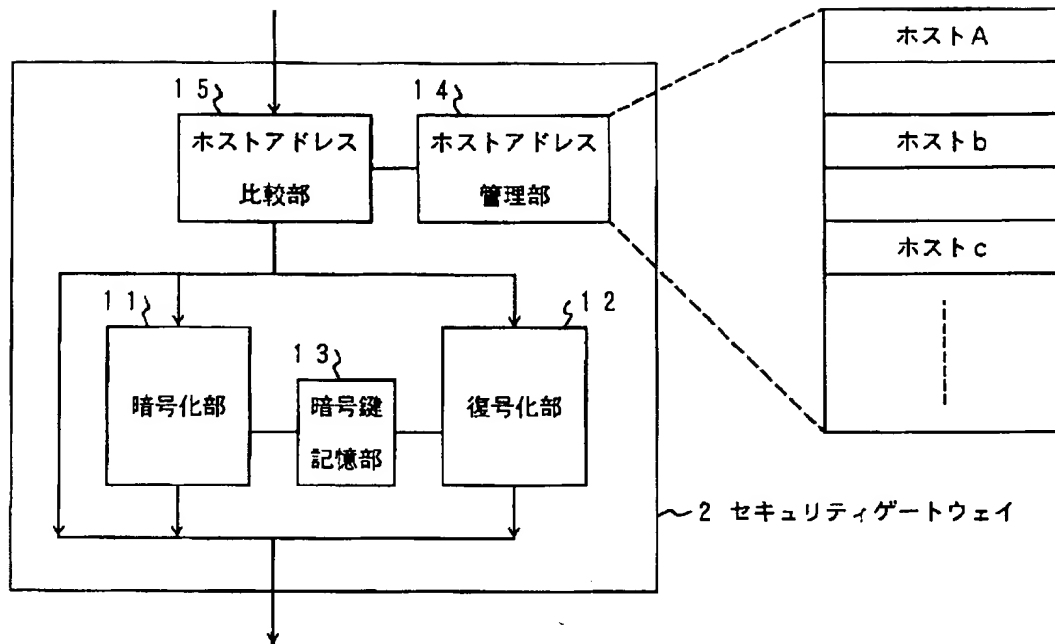 ホストA
ホストb
ホストc
15
ホストアドレス
比較部
14
ホストアドレス
管理部
11
暗号化部
13
暗号鍵
記憶部
12
復号化部
2 セキュリティゲートウェイ